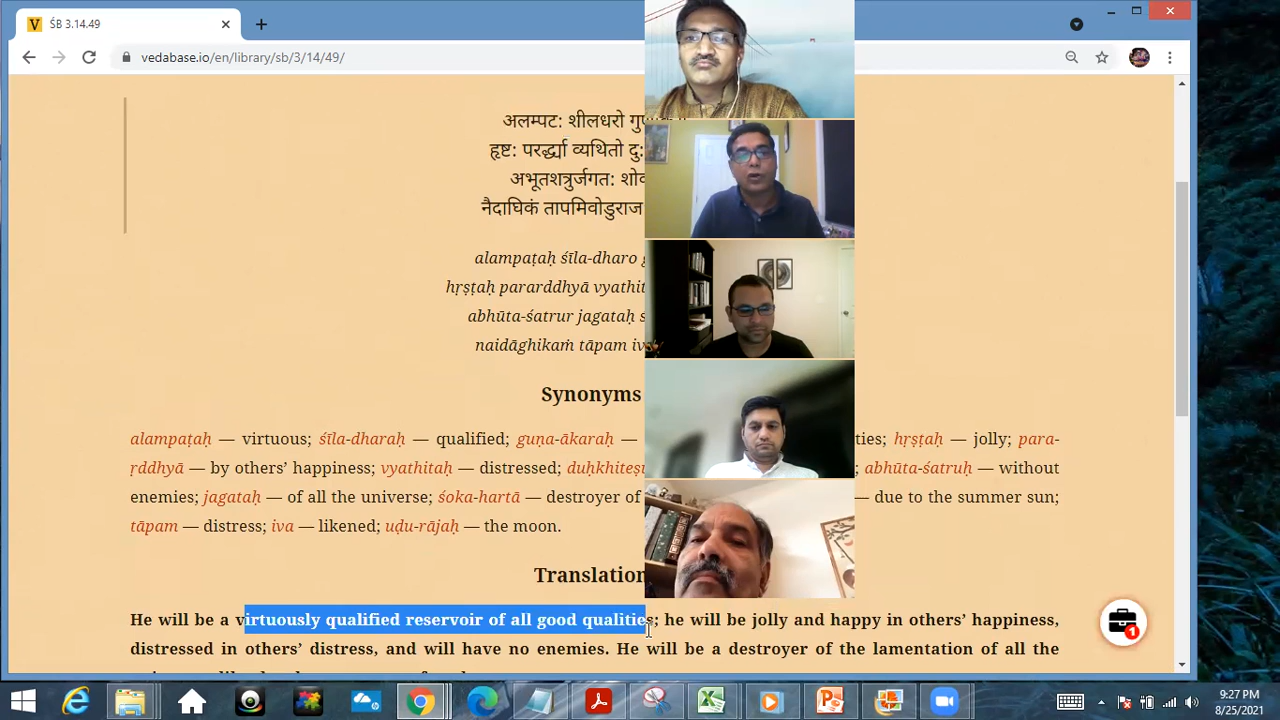 ŚB 3.14.49
vedabase.io/en/library/sb/3/14/49/
अलम्पट: शीलधरो
हृष्ट: परर्द्ध्या व्यथितो
अभूतशत्रुर्जगत:
नैदाघिकं तापमिवोडुराज
alampaṭaḥ śīla-dharo
hṛṣṭaḥ pararddhyā
abhūta-śatrur jagataḥ
naidāghikaṁ tāpam
Synonyms
alampaṭaḥ — virtuous; śīla-dharaḥ — qualified; guṇa-ākaraḥ — hṛṣṭaḥ — jolly; para-
ṛddhyā — by others’ happiness; vyathitaḥ — distressed; abhūta-śatruḥ — without
enemies; jagataḥ — of all the universe; śoka-hartā — destroyer of — due to the summer sun;
tāpam — distress; iva — likened; uḍu-rājaḥ — the moon.
Translation
He will be a virtuously qualified reservoir of all good qualities; he will be jolly and happy in others’ happiness,
distressed in others’ distress, and will have no enemies. He will be a destroyer of the lamentation of all the
1
9:27 PM
8/25/2021